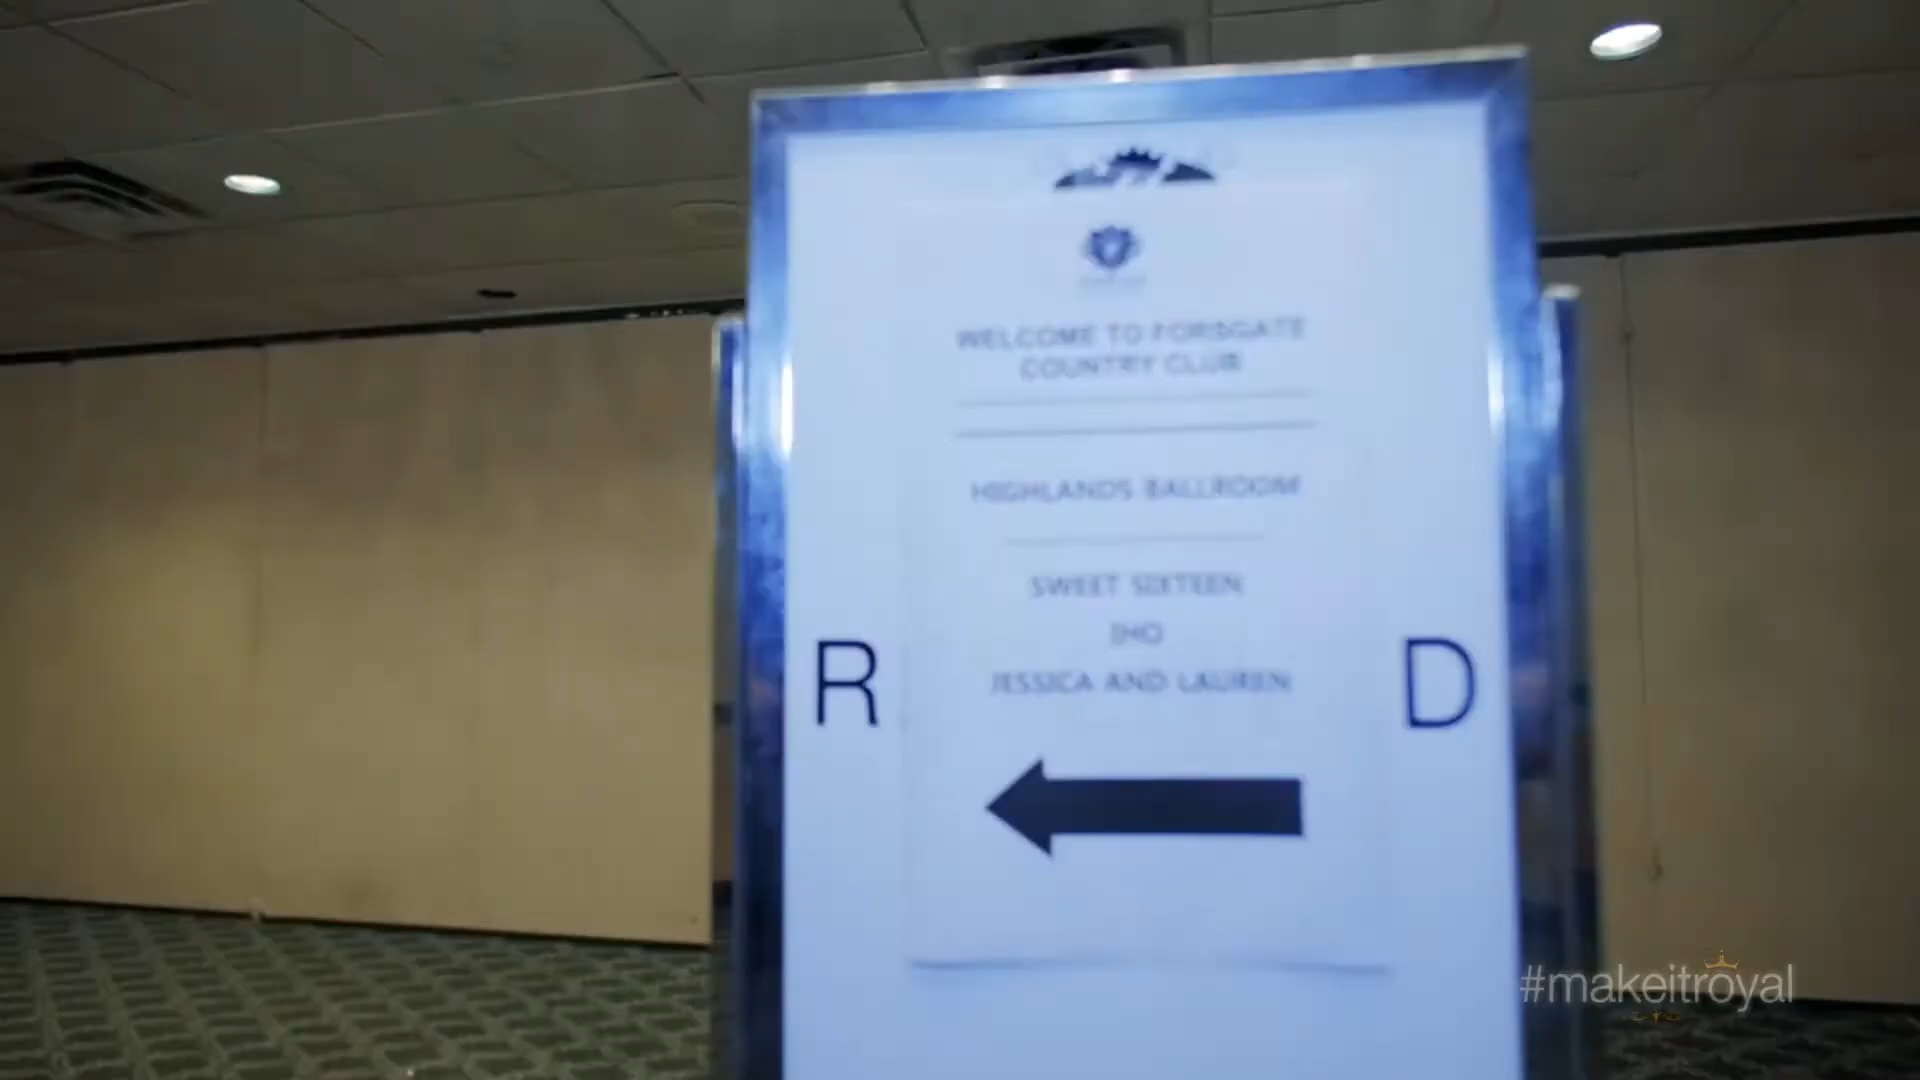 WELCOME TO FORSGATE
COUNTRY CLUB
HIGHLANDS BALLROOM
SWEET SIXTEEN
IHO
JESSICA AND LAUREN
R
D
#makeitroyal